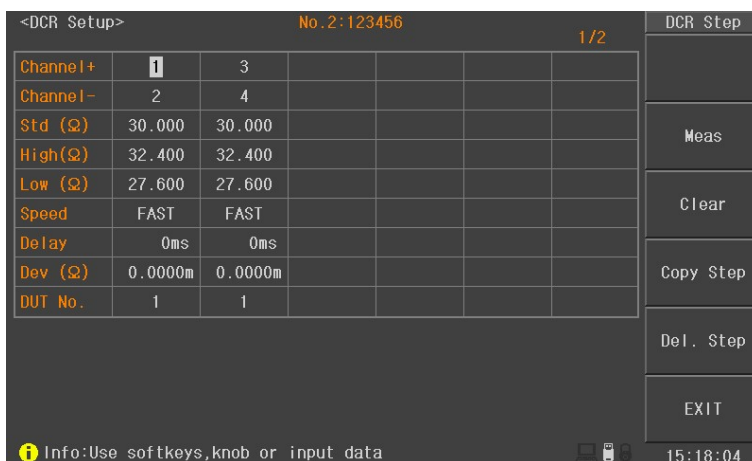 <DCR Setup> No.2:123456 1/2 DCR Step
Channel+ 1 3
Channel- 2 4
Std (Ω) 30.000 30.000
High(Ω) 32.400 32.400
Low (Ω) 27.600 27.600
Speed FAST FAST
Delay 0ms 0ms
Dev (Ω) 0.0000m 0.0000m
DUT No. 1 1
Meas
Clear
Copy Step
Del. Step
EXIT
Info:Use softkeys,knob or input data 15:18:04